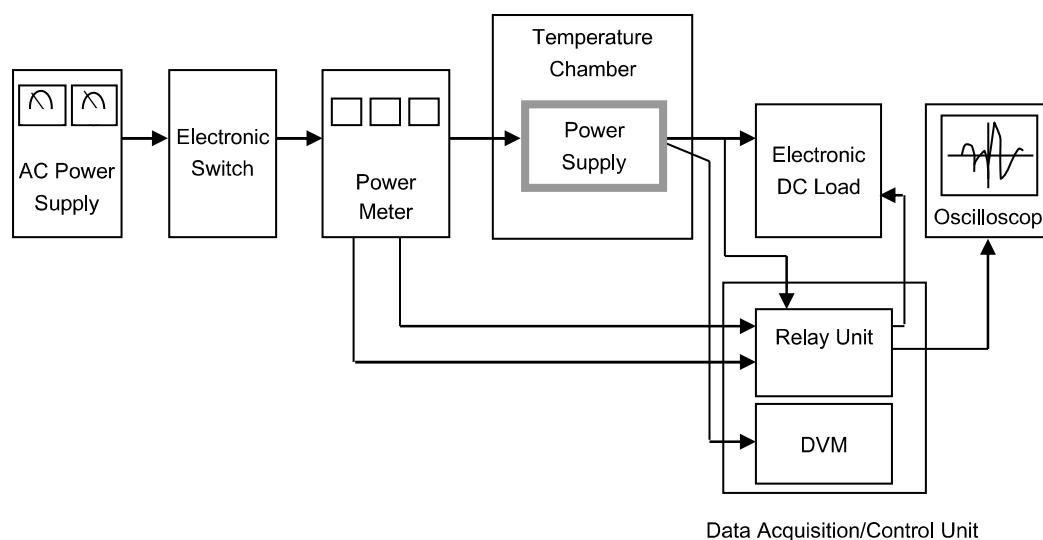 Temperature
Chamber
AC Power
Supply
Electronic
Switch
Power
Meter
Power
Supply
Electronic
DC Load
Oscilloscop
Relay Unit
DVM
Data Acquisition/Control Unit